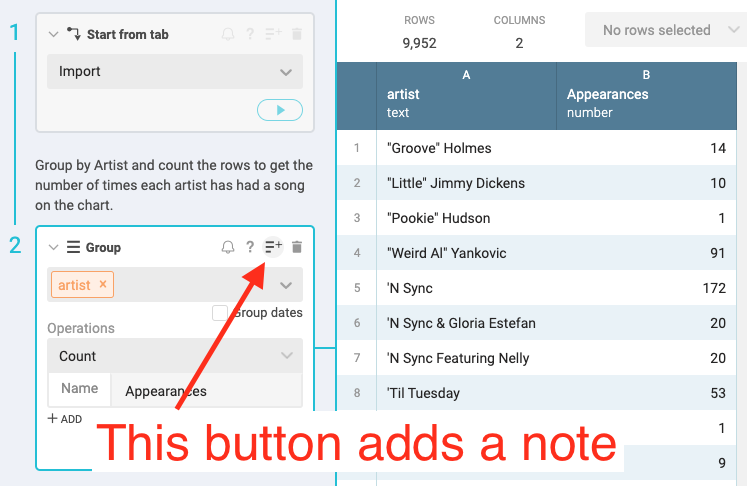 1
Start from tab
?
Import
Group by Artist and count the rows to get the
number of times each artist has had a song
on the chart.
2
Group
?
artist ×
Group dates
Operations
Count
Name Appearances
+ ADD
This button adds a note
ROWS COLUMNS
9,952 2
No rows selected
A B
artist Appearances
text number
1 "Groove" Holmes 14
2 "Little" Jimmy Dickens 10
3 "Pookie" Hudson 1
4 "Weird Al" Yankovic 91
5 'N Sync 172
6 'N Sync & Gloria Estefan 20
7 'N Sync Featuring Nelly 20
8 'Til Tuesday 53
1
9